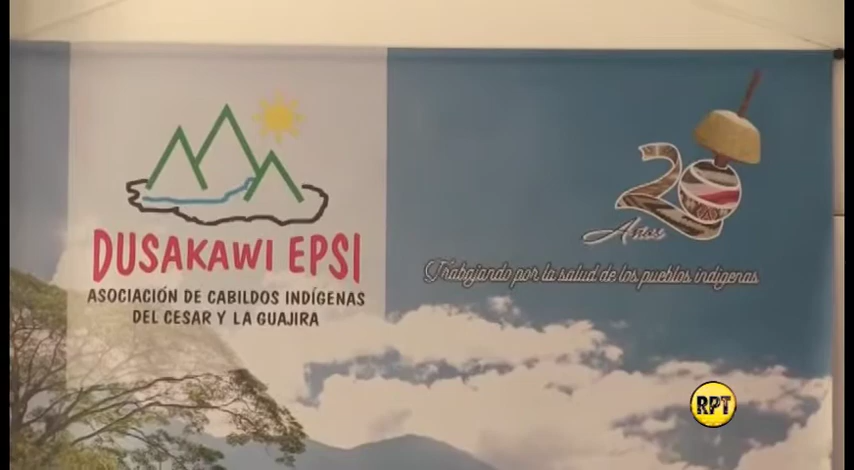 DUSAKAWI EPSI
ASOCIACIÓN DE CABILDOS INDÍGENAS
DEL CESAR Y LA GUAJIRA
20
Años
Trabajando por la salud de los pueblos indigenas
RPT